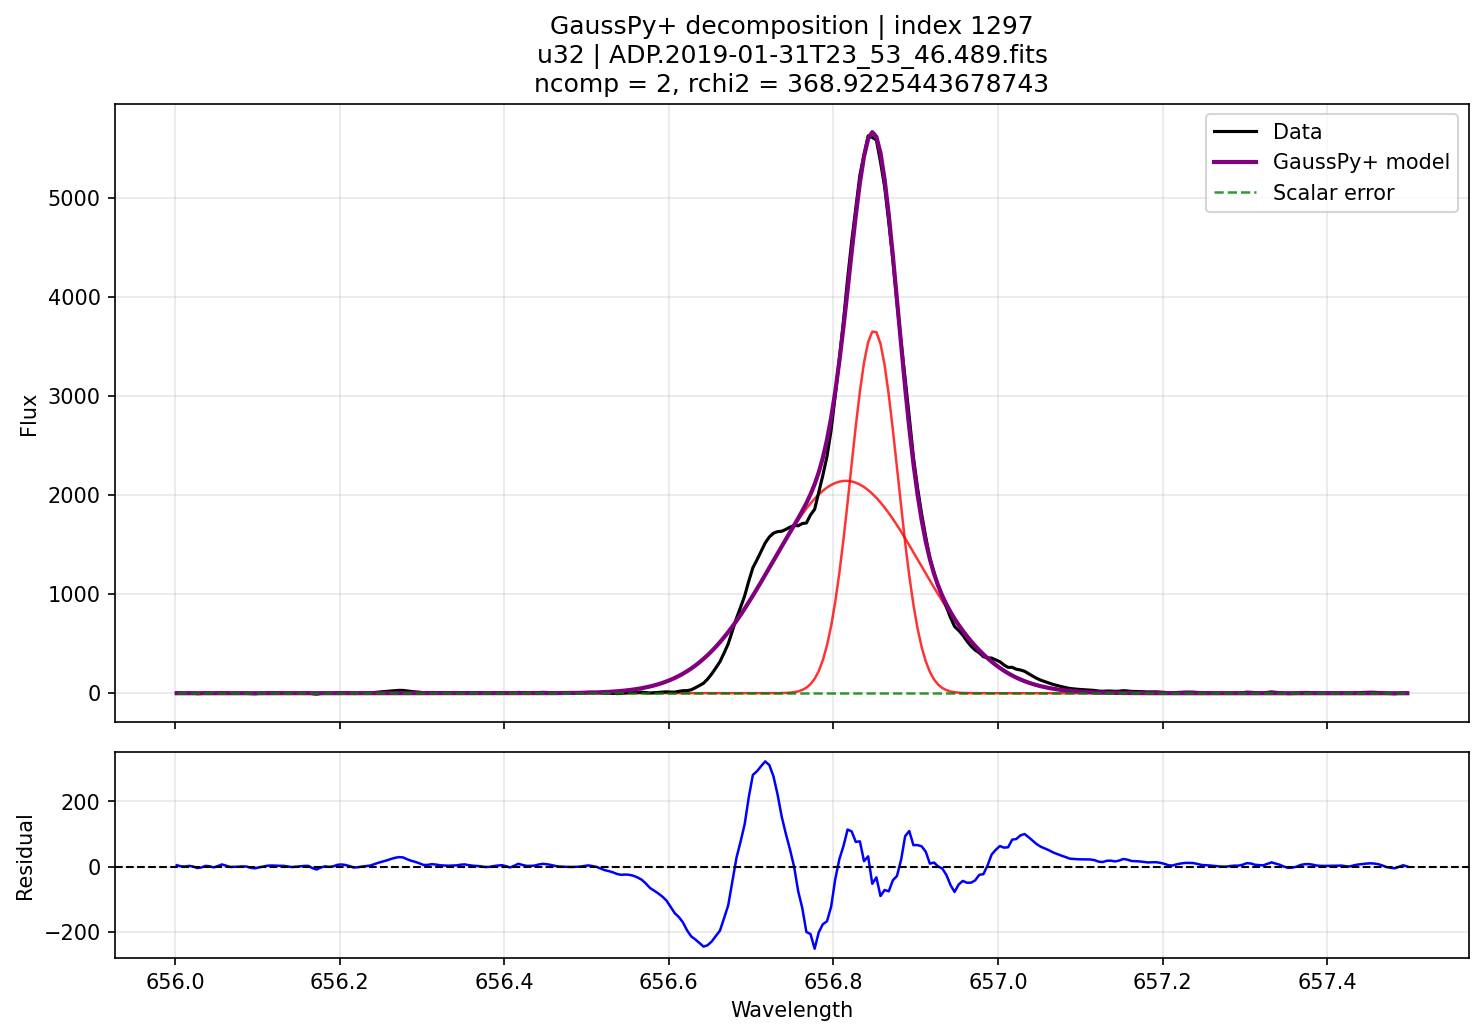 GaussPy+ decomposition | index 1297
u32 | ADP.2019-01-31T23_53_46.489.fits
ncomp = 2, rchi2 = 368.9225443678743
Data
GaussPy+ model
Scalar error
Flux
5000
4000
3000
2000
1000
0
Residual
200
0
−200
656.0
656.2
656.4
656.6
656.8
657.0
657.2
657.4
Wavelength